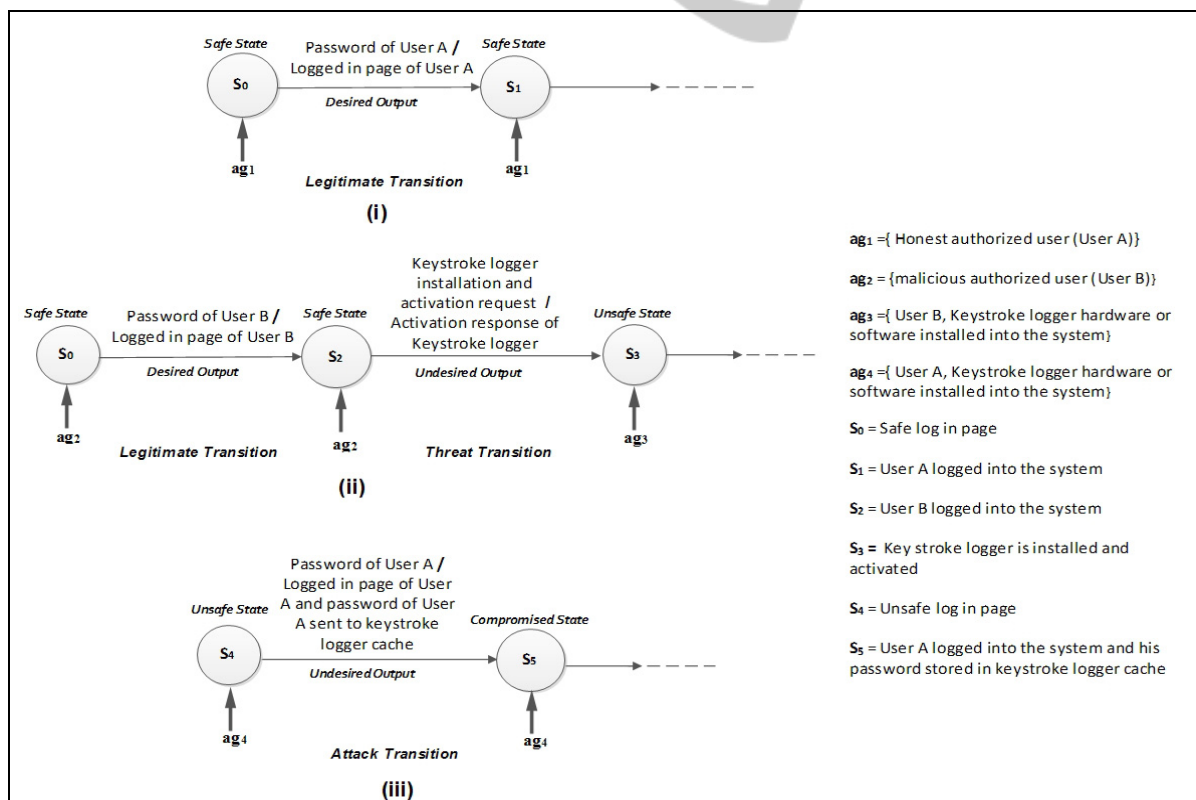 Safe State
Password of User A /
Logged in page of User A
Safe State
S0
S1
Desired Output
ag1
ag1
Legitimate Transition
(i)
Keystroke logger
installation and
activation request /
Activation response of
Keystroke logger
Safe State
Password of User B /
Logged in page of User B
Safe State
Unsafe State
S0
S2
S3
Desired Output
Undesired Output
ag2
ag2
ag3
Legitimate Transition
Threat Transition
(ii)
Password of User A /
Logged in page of User
A and password of User
A sent to keystroke
logger cache
Unsafe State
Compromised State
S4
S5
Undesired Output
ag4
ag4
Attack Transition
(iii)
ag1 ={ Honest authorized user (User A)}
ag2 = {malicious authorized user (User B)}
ag3 ={ User B, Keystroke logger hardware or
software installed into the system}
ag4 ={ User A, Keystroke logger hardware or
software installed into the system}
S0 = Safe log in page
S1 = User A logged into the system
S2 = User B logged into the system
S3 = Key stroke logger is installed and
activated
S4 = Unsafe log in page
S5 = User A logged into the system and his
password stored in keystroke logger cache